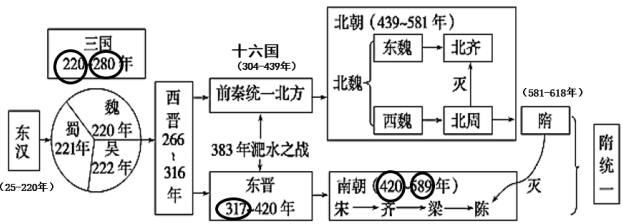 三国
220~280年
东汉
(25-220年)
魏
220年
蜀
221年
吴
222年
西晋
266
~
316
年
十六国
(304-439年)
前秦统一北方
383年淝水之战
东晋
317~420年
北朝(439~581年)
北魏
东魏
北齐
灭
西魏
北周
(581-618年)
隋
灭
隋统一
南朝(420~589年)
宋 齐 梁 陈